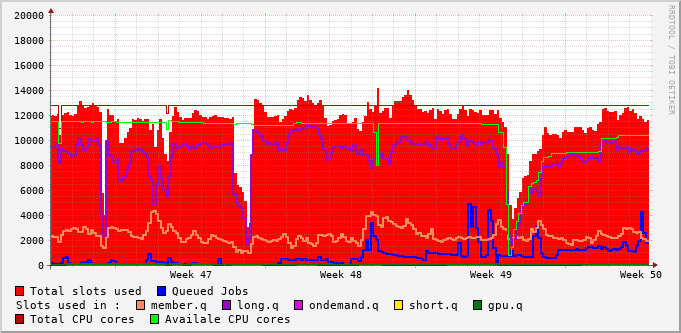 20000
18000
16000
14000
12000
10000
8000
6000
4000
2000
0
Week 47 Week 48 Week 49 Week 50
RRDTOOL / TOBI OETIKER
Total slots used Queued Jobs
Slots used in : member.q long.q ondemand.q short.q gpu.q
Total CPU cores Availale CPU cores